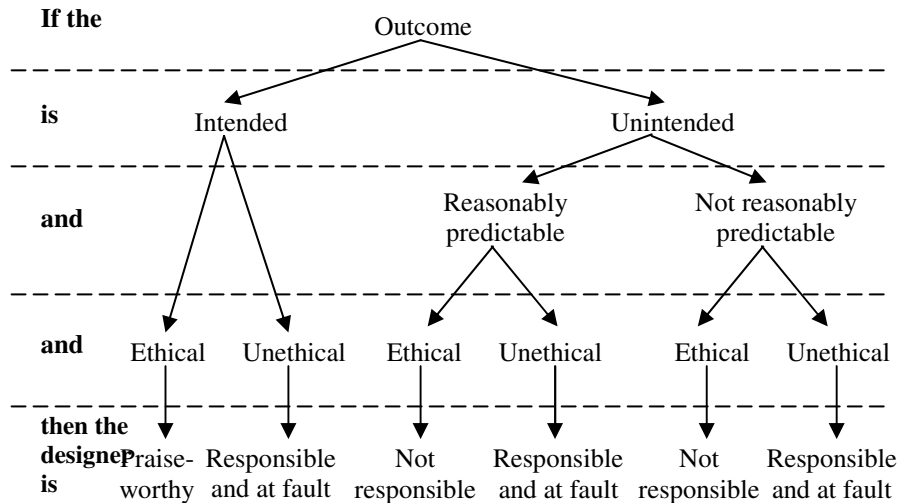 If the
Outcome
is
Intended
Unintended
and
Reasonably
predictable
Not reasonably
predictable
and
Ethical
Unethical
Ethical
Unethical
Ethical
Unethical
then the
designer
is
Praise-
worthy
Responsible
and at fault
Not
responsible
Responsible
and at fault
Not
responsible
Responsible
and at fault